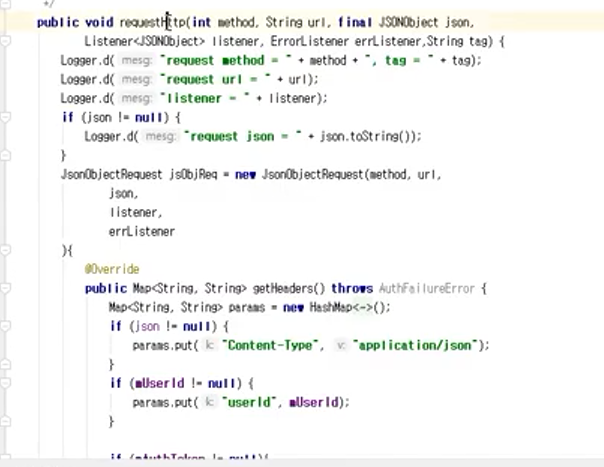 */
public void requestHttp(int method, String url, final JSONObject json,
Listener<JSONObject> listener, ErrorListener errListener,String tag) {
Logger.d( mesg: "request method = " + method + ", tag = " + tag);
Logger.d( mesg: "request url = " + url);
Logger.d( mesg: "listener = " + listener);
if (json != null) {
Logger.d( mesg: "request json = " + json.toString());
}
JsonObjectRequest jsObjReq = new JsonObjectRequest(method, url,
json,
listener,
errListener
){
@Override
public Map<String, String> getHeaders() throws AuthFailureError {
Map<String, String> params = new HashMap<~>();
if (json != null) {
params.put( k: "Content-Type", v: "application/json");
}
if (mUserId != null) {
params.put( k: "userId", mUserId);
}
if (mAuthToken != null){